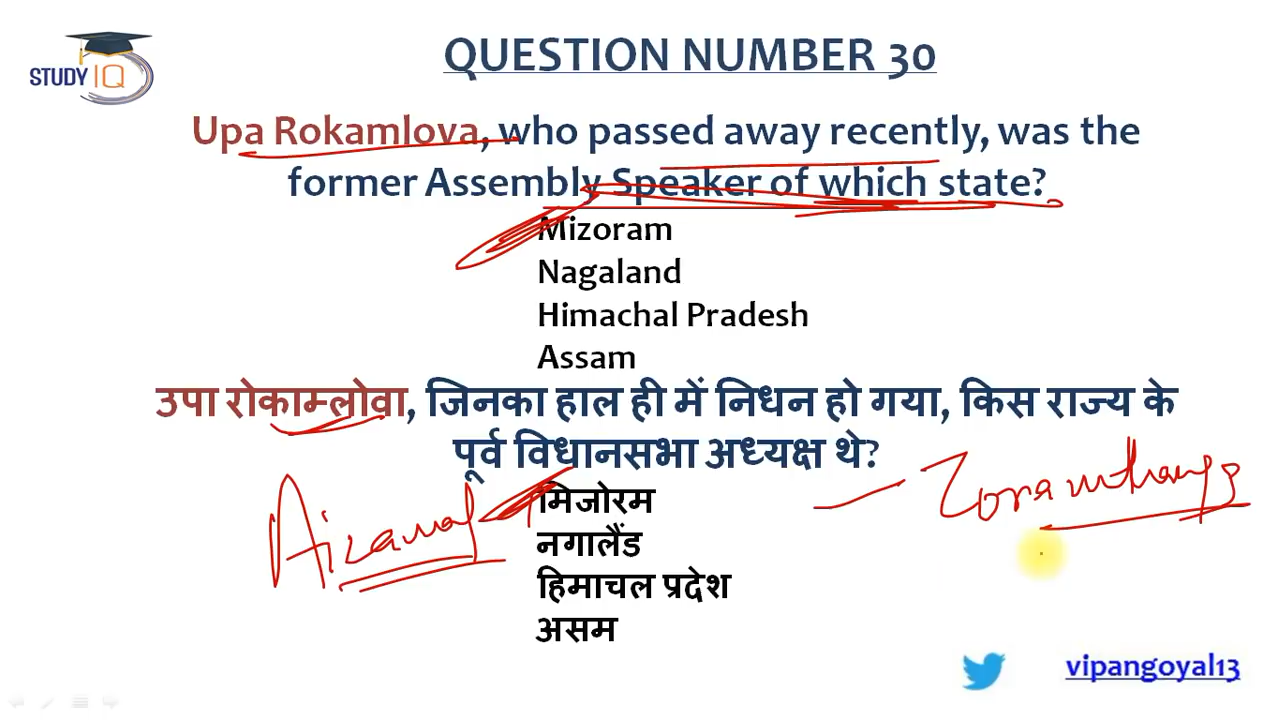 STUDY IQ
QUESTION NUMBER 30
Upa Rokamlova, who passed away recently, was the
former Assembly Speaker of which state?
Mizoram
Nagaland
Himachal Pradesh
Assam
उपा रोकाम्लोवा, जिनका हाल ही में निधन हो गया, किस राज्य के
पूर्व विधानसभा अध्यक्ष थे?
Zoramthanga
Aizawal
मिजोरम
नगालैंड
हिमाचल प्रदेश
असम
vipangoyal13